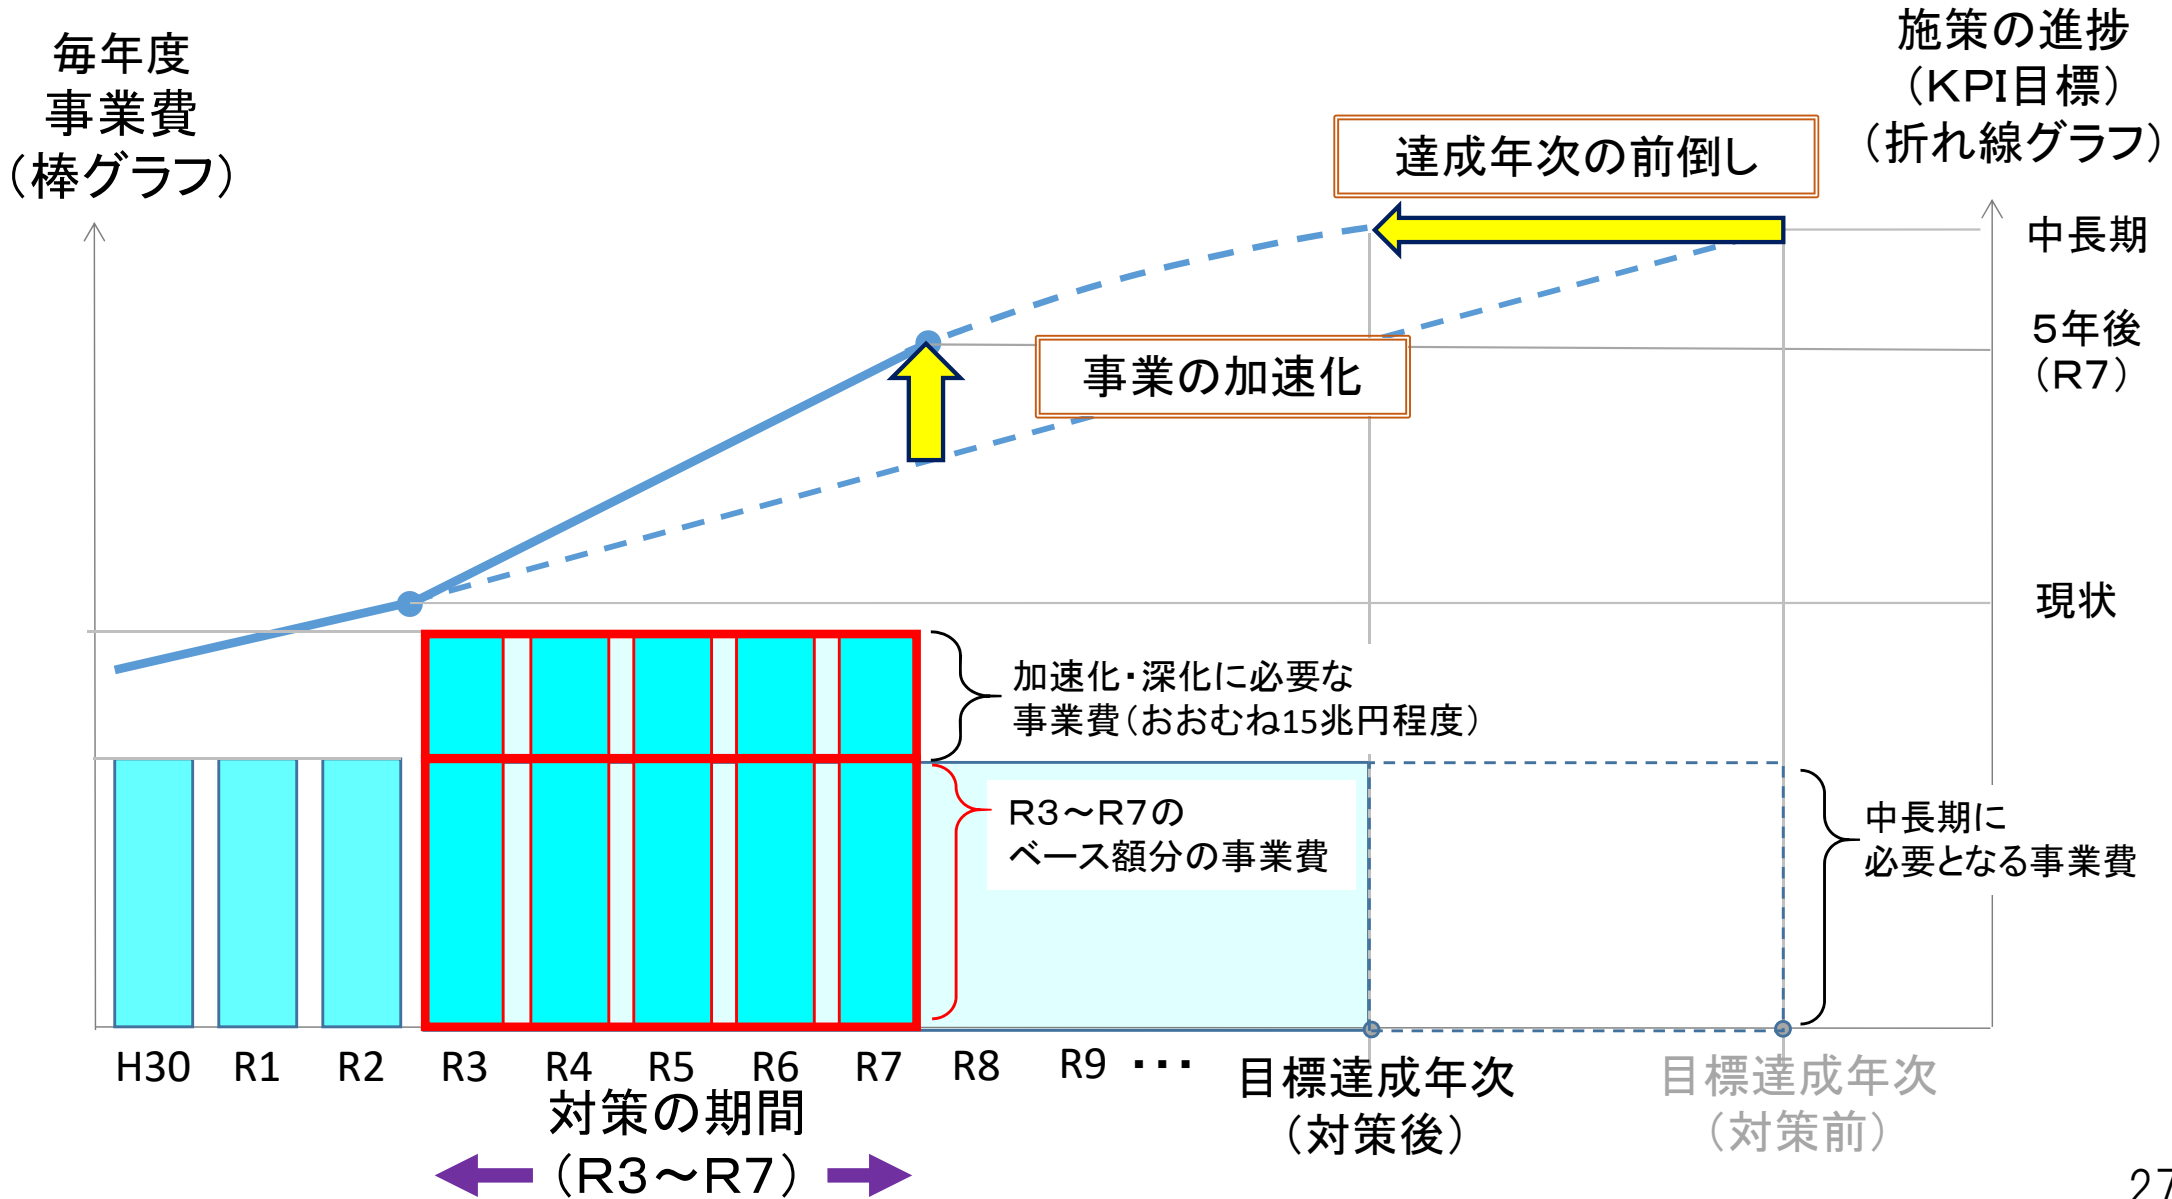 毎年度
事業費
（棒グラフ）
施策の進捗
（KPI目標）
（折れ線グラフ）
達成年次の前倒し
中長期
５年後
（R7）
事業の加速化
現状
加速化・深化に必要な
事業費（おおむね15兆円程度）
R3～R7の
ベース額分の事業費
中長期に
必要となる事業費
H30 R1 R2 R3 R4 R5 R6 R7 R8 R9 ・・・
目標達成年次
（対策後）
目標達成年次
（対策前）
対策の期間
（R3～R7）
27